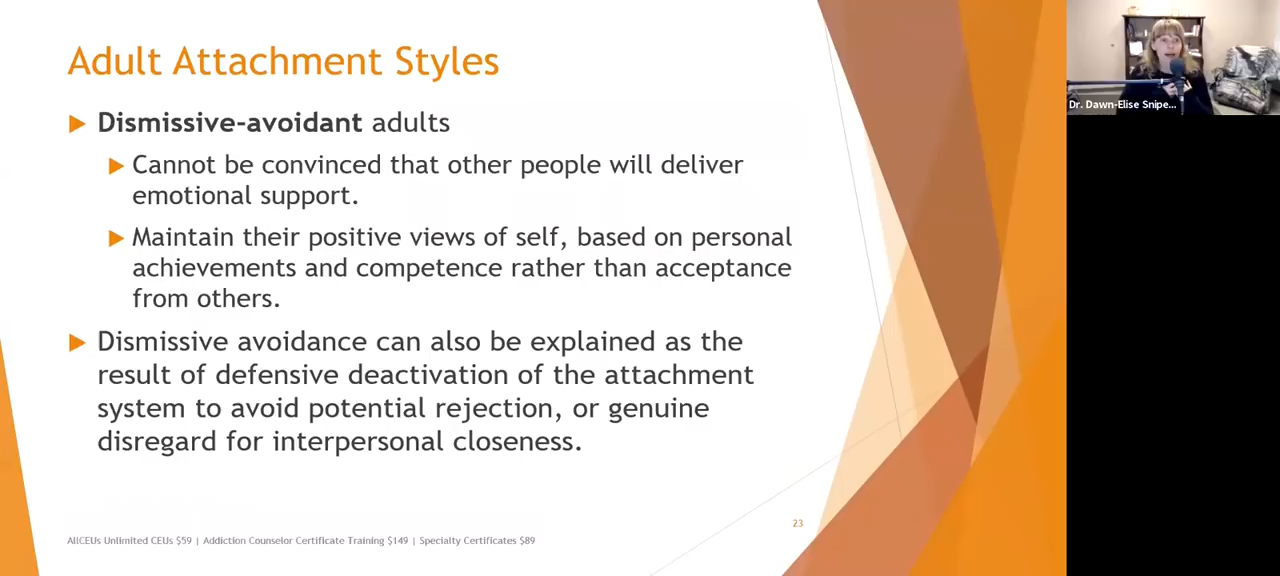 Adult Attachment Styles
Dismissive-avoidant adults
Cannot be convinced that other people will deliver
emotional support.
Maintain their positive views of self, based on personal
achievements and competence rather than acceptance
from others.
Dismissive avoidance can also be explained as the
result of defensive deactivation of the attachment
system to avoid potential rejection, or genuine
disregard for interpersonal closeness.
23
AllCEUs Unlimited CEUs $59 | Addiction Counselor Certificate Training $149 | Specialty Certificates $89
Dr. Dawn-Elise Snipe...